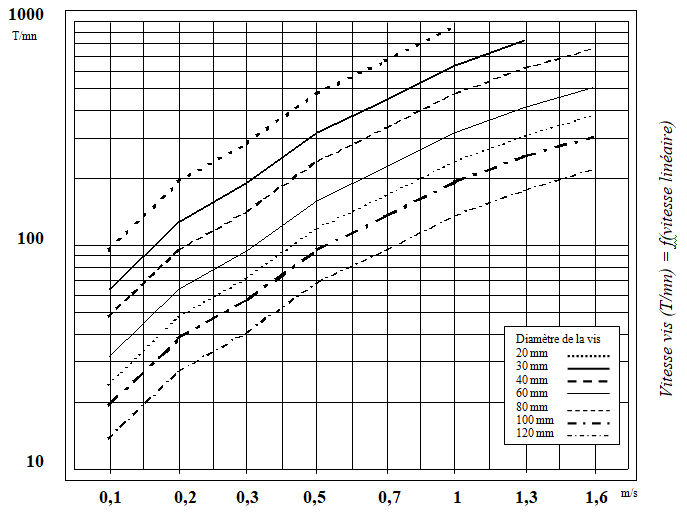 1000
T/mn
100
10
0,1 0,2 0,3 0,5 0,7 1 1,3 1,6 m/s
Diamètre de la vis
20 mm
30 mm
40 mm
60 mm
80 mm
100 mm
120 mm
Vitesse vis (T/mn) = f(vitesse linéaire)